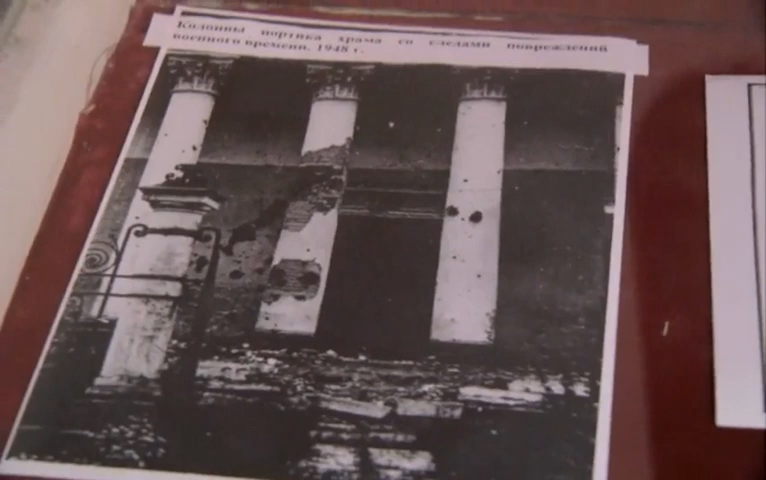 Колонны портика храма со следами повреждений
военного времени. 1948 г.